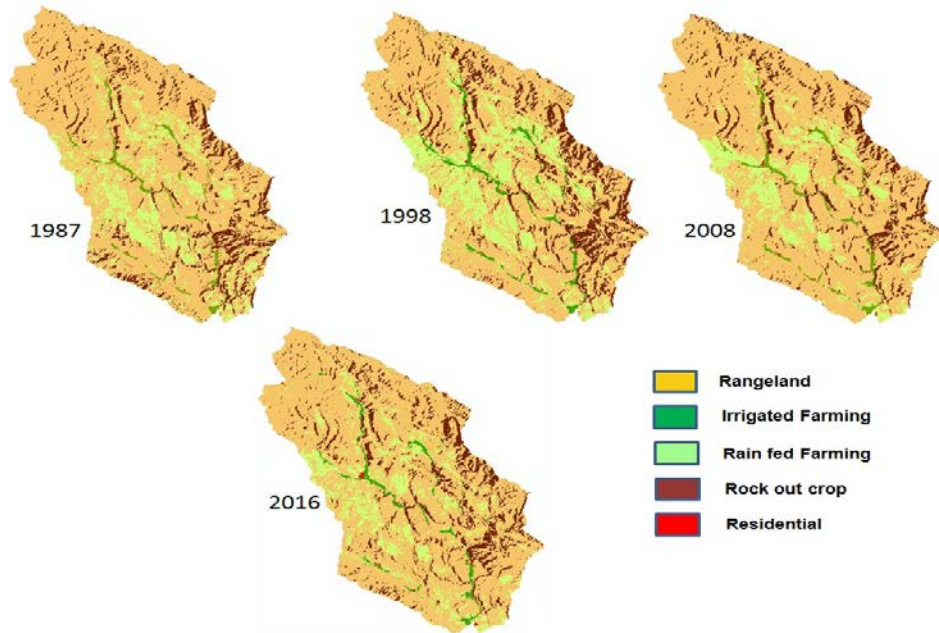 1987
1998
2008
2016
Rangeland
Irrigated Farming
Rain fed Farming
Rock out crop
Residential